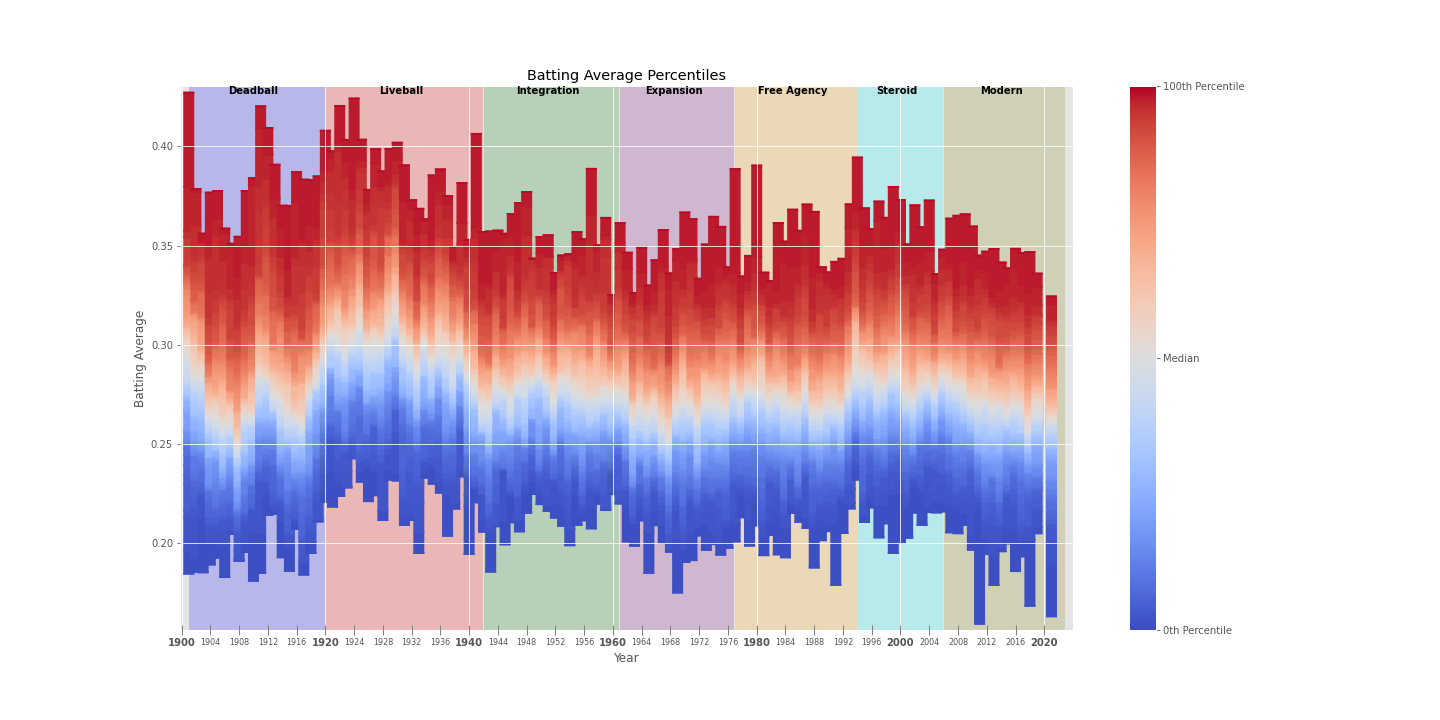 Batting Average Percentiles
Deadball Liveball Integration Expansion Free Agency Steroid Modern
100th Percentile
0.40
0.35
0.30
0.25
0.20
Batting Average
Median
0th Percentile
1900 1904 1908 1912 1916 1920 1924 1928 1932 1936 1940 1944 1948 1952 1956 1960 1964 1968 1972 1976 1980 1984 1988 1992 1996 2000 2004 2008 2012 2016 2020
Year